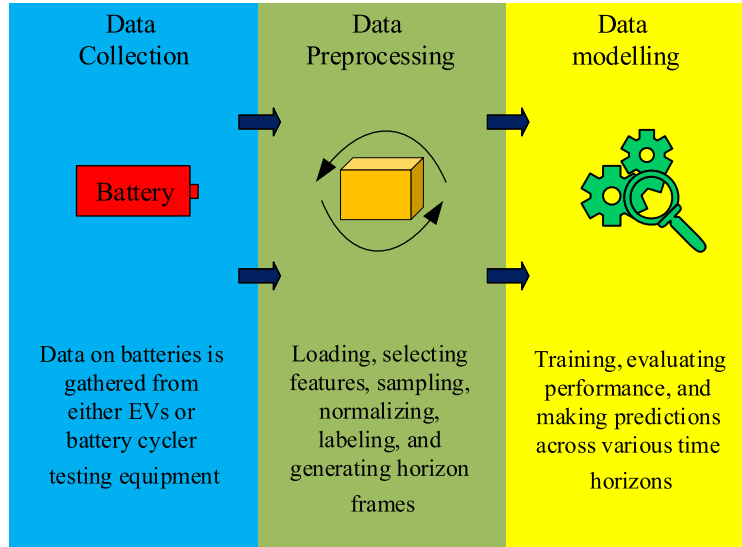 Data
Collection
Battery
Data on batteries is
gathered from
either EVs or
battery cycler
testing equipment
Data
Preprocessing
Loading, selecting
features, sampling,
normalizing,
labeling, and
generating horizon
frames
Data
modelling
Training, evaluating
performance, and
making predictions
across various time
horizons